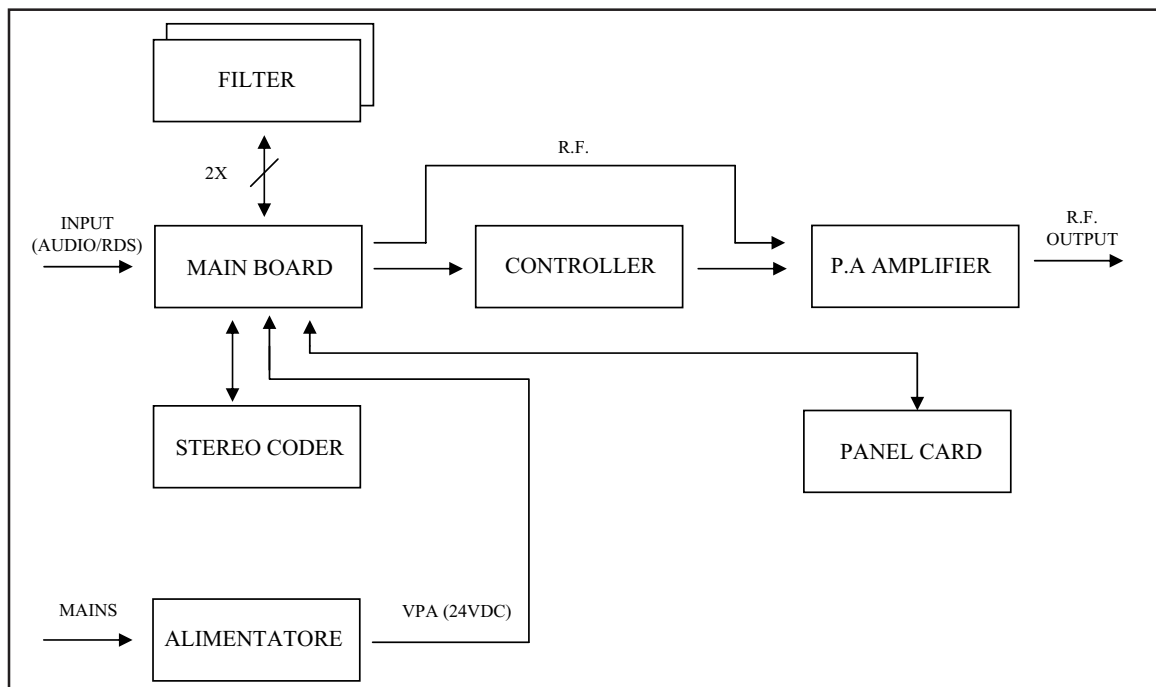 FILTER
2X
R.F.
INPUT
(AUDIO/RDS)
MAIN BOARD
CONTROLLER
P.A AMPLIFIER
R.F.
OUTPUT
STEREO CODER
PANEL CARD
MAINS
ALIMENTATORE
VPA (24VDC)